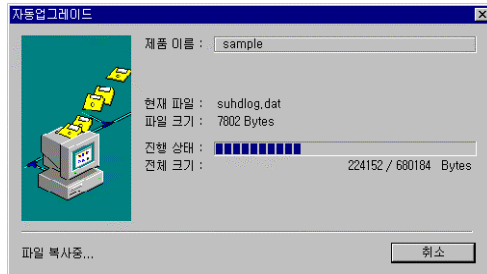 자동업그레이드
제품 이름 : sample
현재 파일 : suhdlog.dat
파일 크기 : 7802 Bytes
진행 상태 :
전체 크기 : 224152 / 680184 Bytes
파일 복사중...
취소